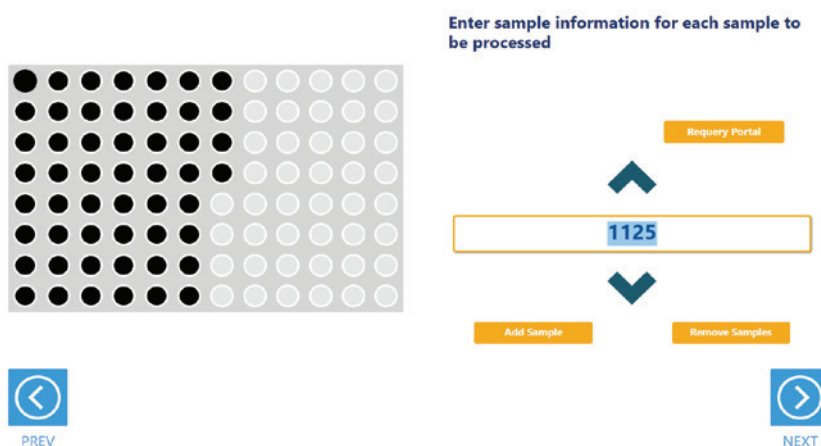 Enter sample information for each sample to
be processed
Requery Portal
1125
Add Sample
Remove Samples
PREV
NEXT